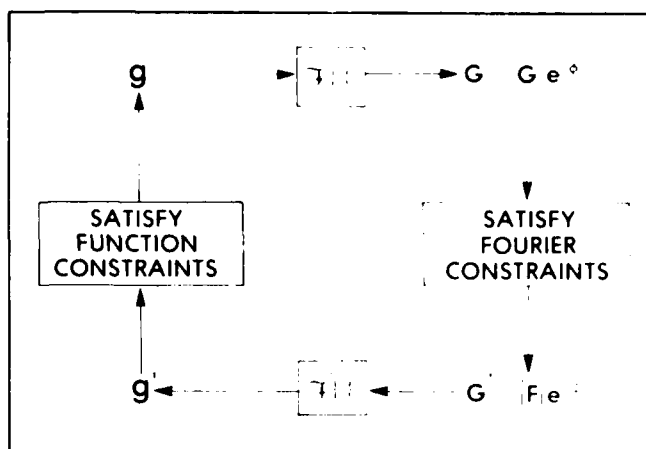 g
G G e ϕ
SATISFY
FUNCTION
CONSTRAINTS
SATISFY
FOURIER
CONSTRAINTS
g'
G' |F| e